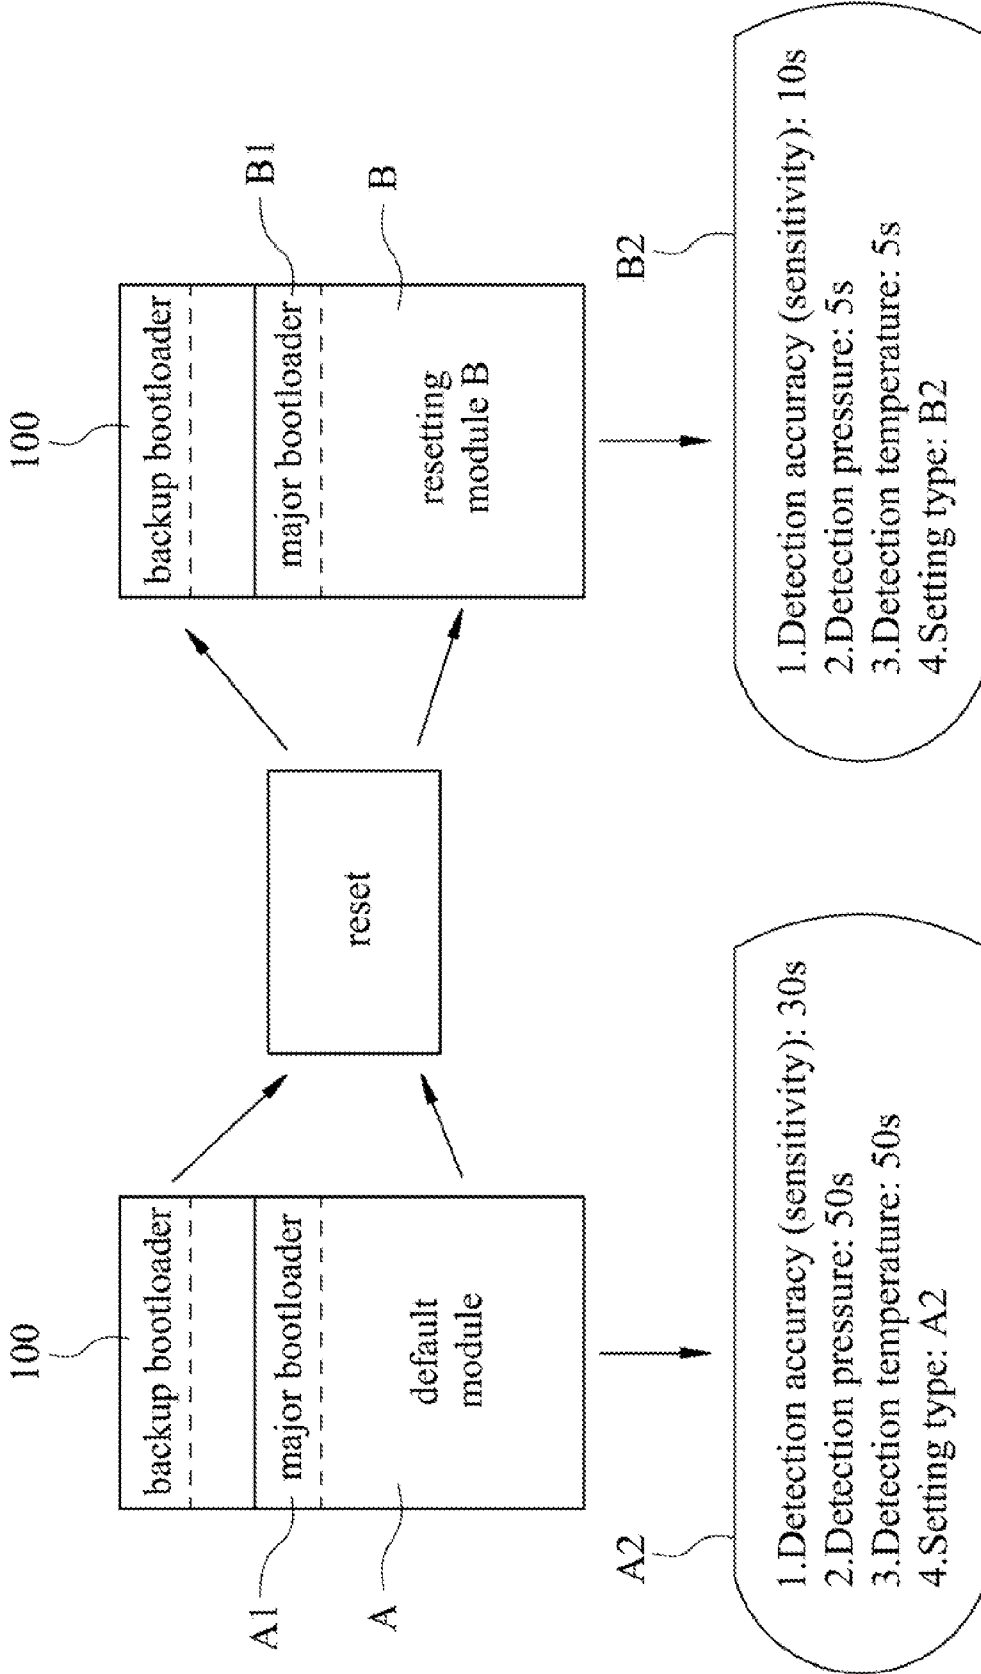 100
backup bootloader
A1
major bootloader
A
default
module
A2
1.Detection accuracy (sensitivity): 30s
2.Detection pressure: 50s
3.Detection temperature: 50s
4.Setting type: A2
reset
100
backup bootloader
major bootloader
B1
resetting
module B
B
B2
1.Detection accuracy (sensitivity): 10s
2.Detection pressure: 5s
3.Detection temperature: 5s
4.Setting type: B2